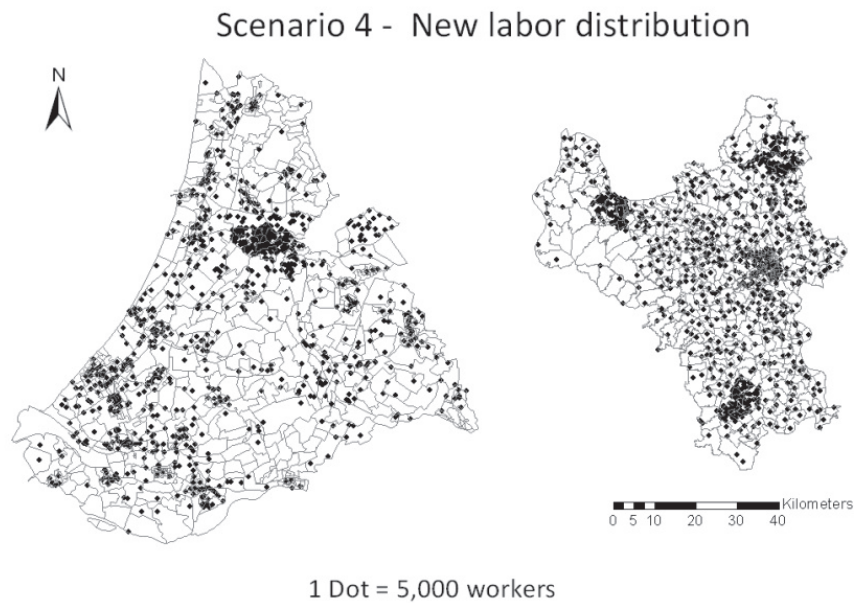 Scenario 4 - New labor distribution
N
Kilometers
0 5 10 20 30 40
1 Dot = 5,000 workers